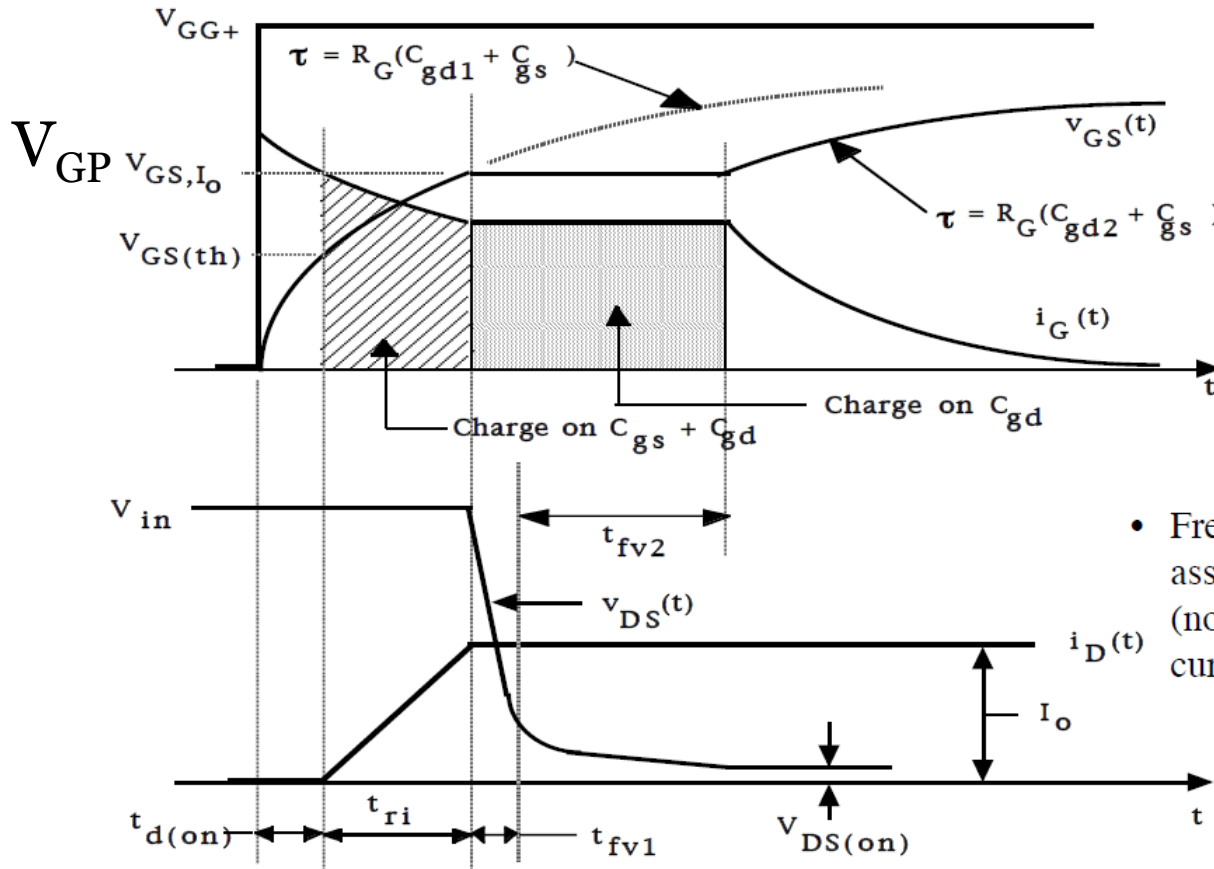 V_GG+
τ = R_G(C_gd1 + C_gs )
V_GP
V_GS,I_o
v_GS(t)
V_GS(th)
τ = R_G(C_gd2 + C_gs )
i_G(t)
t
Charge on C_gs + C_gd
Charge on C_gd
V_in
t_fv2
v_DS(t)
• Fre
ass
(no
cur
i_D(t)
I_o
t_d(on)
t_ri
t_fv1
V_DS(on)
t